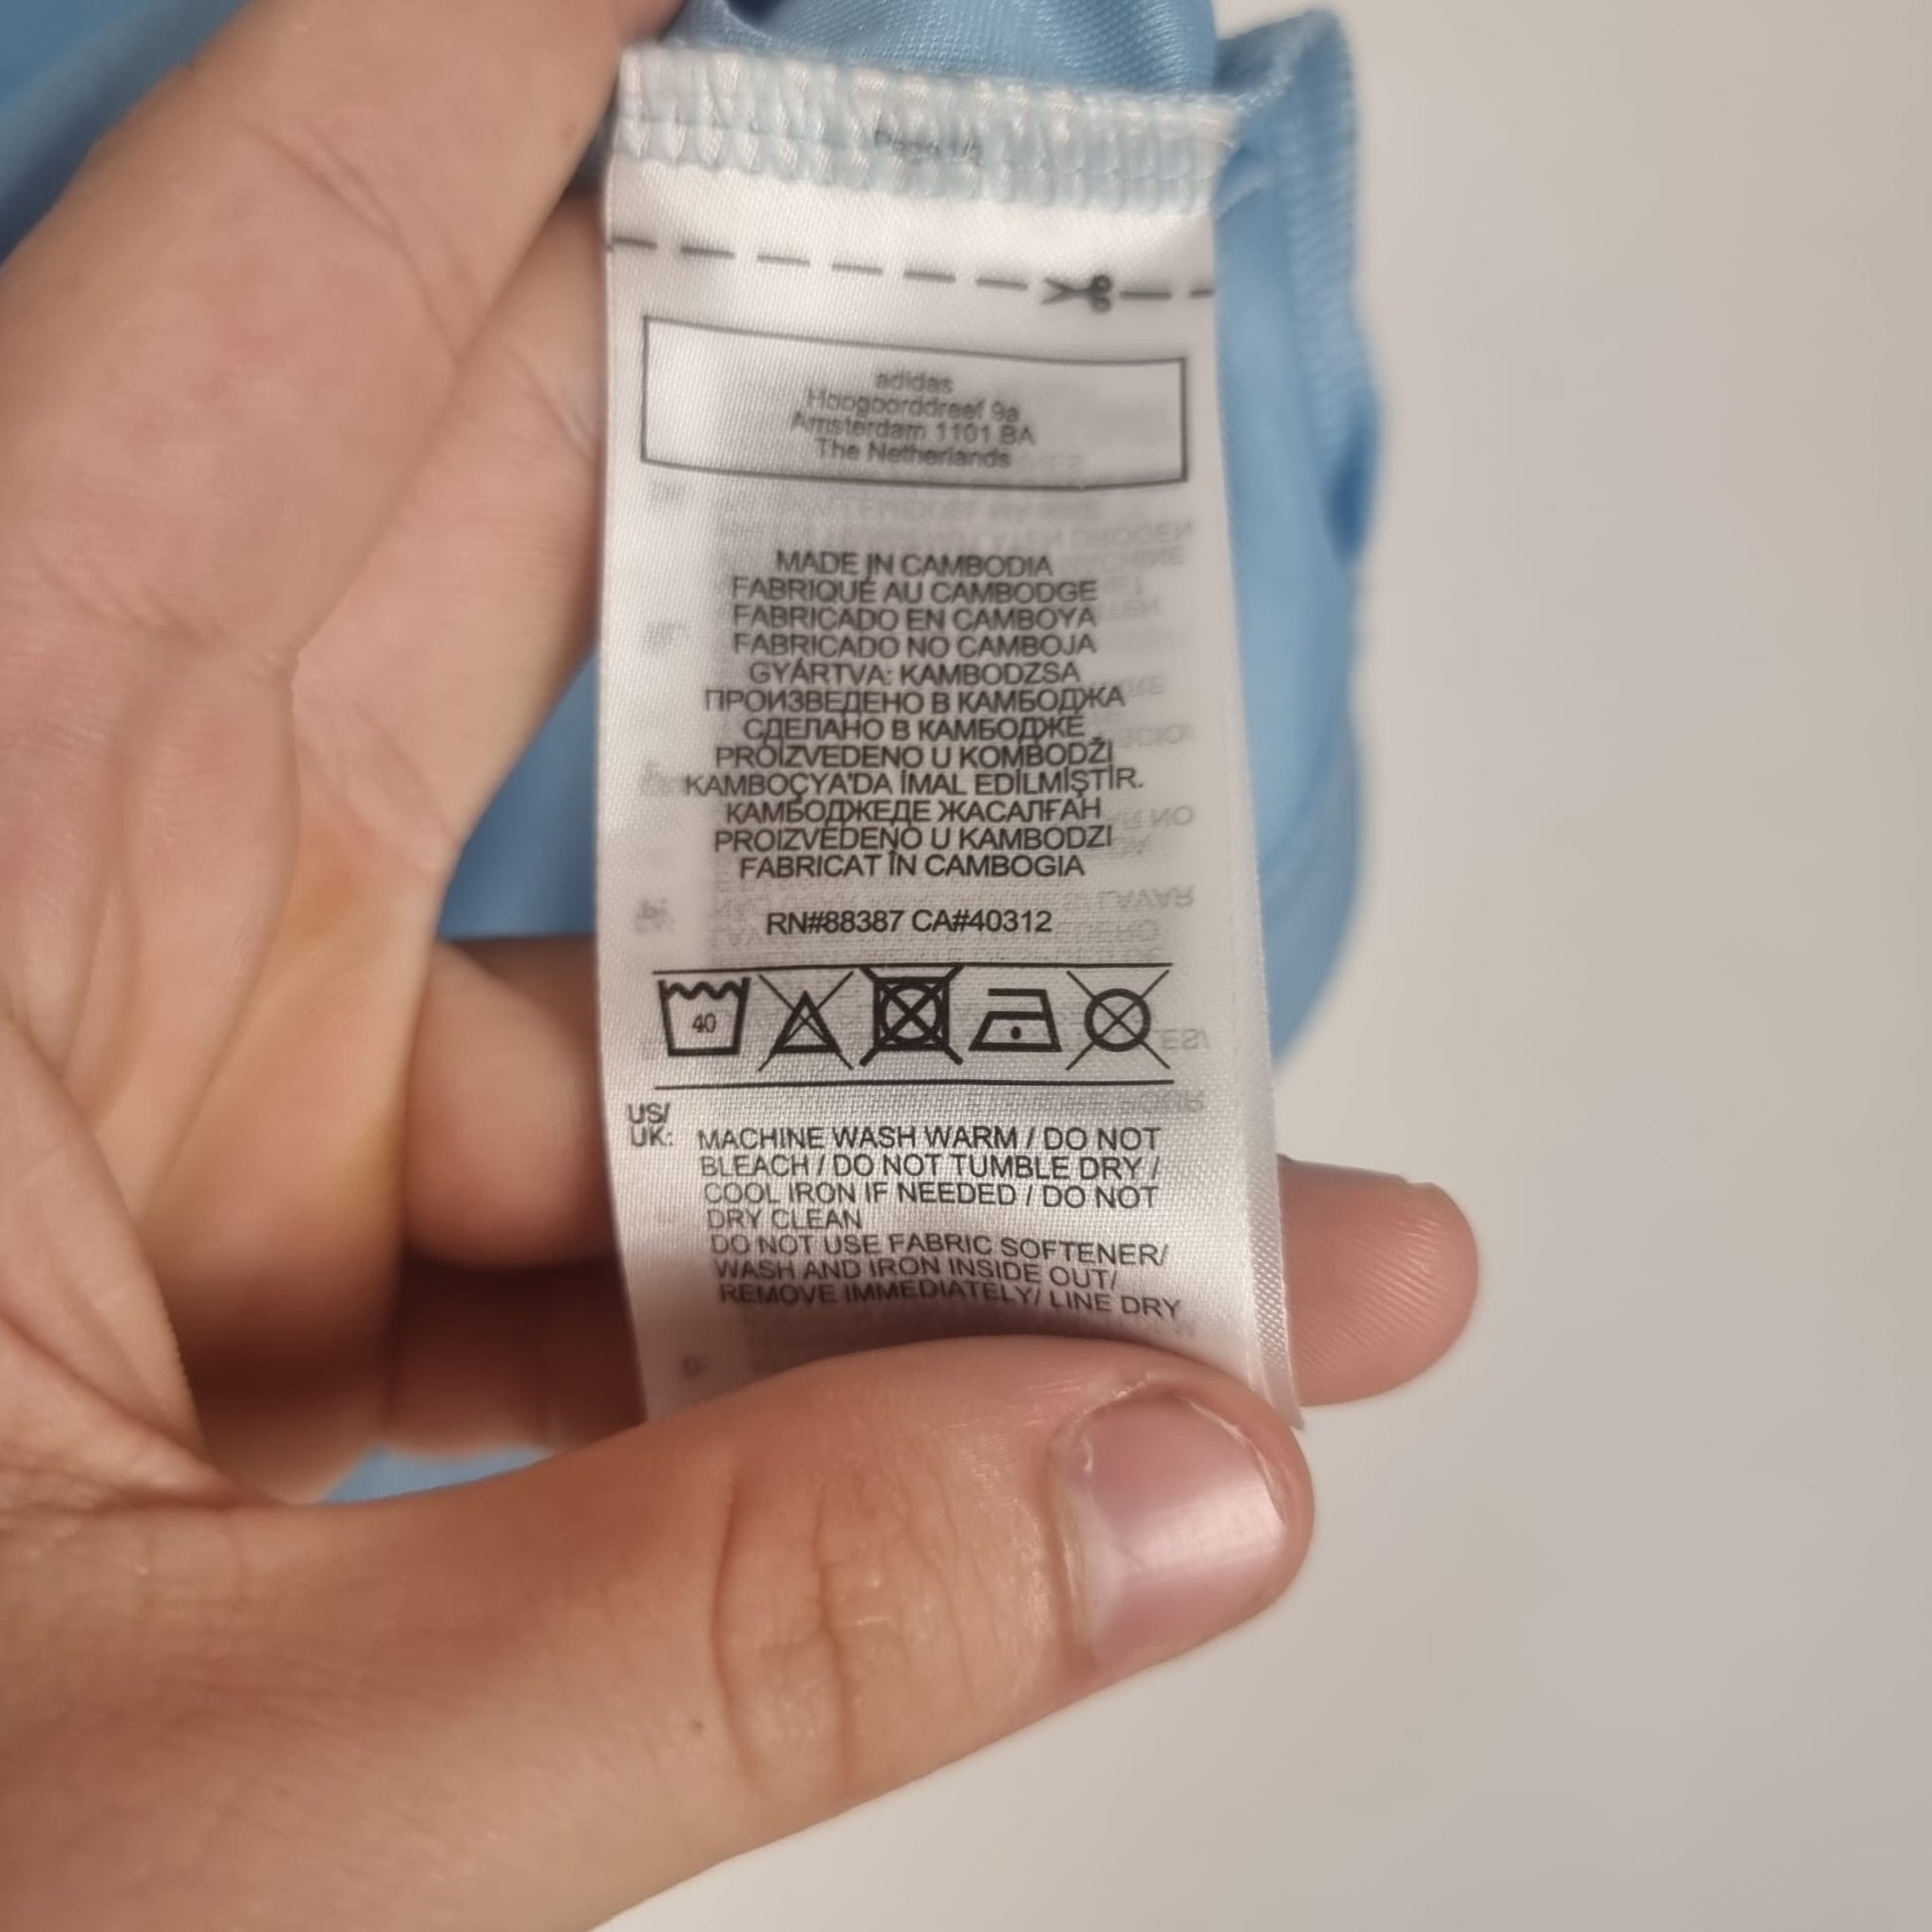 adidas
Hoogoorddreef 9a
Amsterdam 1101 BA
The Netherlands
MADE IN CAMBODIA
FABRIQUÉ AU CAMBODGE
FABRICADO EN CAMBOYA
FABRICADO NO CAMBOJA
GYÁRTVA: KAMBODZSA
ПРОИЗВЕДЕНО В КАМБОДЖА
СДЕЛАНО В КАМБОДЖЕ
PROIZVEDENO U KOMBODŽI
KAMBOÇYA'DA İMAL EDİLMİŞTİR.
КАМБОДЖЕДЕ ЖАСАЛҒАН
PROIZVEDENO U KAMBODZI
FABRICAT ÎN CAMBOGIA
RN#88387 CA#40312
40
US/
UK: MACHINE WASH WARM / DO NOT
BLEACH / DO NOT TUMBLE DRY /
COOL IRON IF NEEDED / DO NOT
DRY CLEAN
DO NOT USE FABRIC SOFTENER/
WASH AND IRON INSIDE OUT/
REMOVE IMMEDIATELY/ LINE DRY